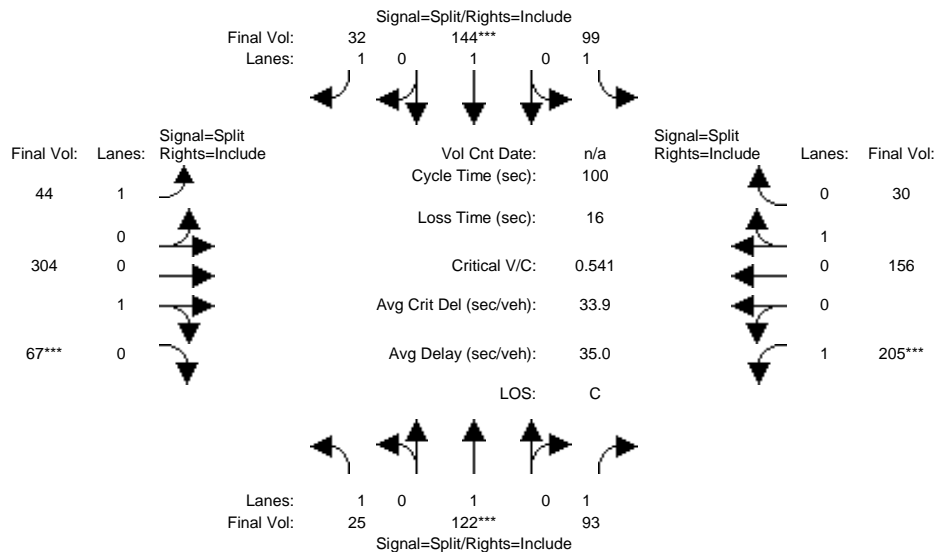 Signal=Split/Rights=Include
Final Vol: 32 144*** 99
Lanes: 1 0 1 0 1
Signal=Split
Final Vol: Lanes: Rights=Include
Vol Cnt Date: n/a
Signal=Split
Rights=Include Lanes: Final Vol:
Cycle Time (sec): 100
44 1
0 30
Loss Time (sec): 16
0
1
304 0
Critical V/C: 0.541
0 156
1
Avg Crit Del (sec/veh): 33.9
0
67*** 0
Avg Delay (sec/veh): 35.0
1 205***
LOS: C
Lanes: 1 0 1 0 1
Final Vol: 25 122*** 93
Signal=Split/Rights=Include